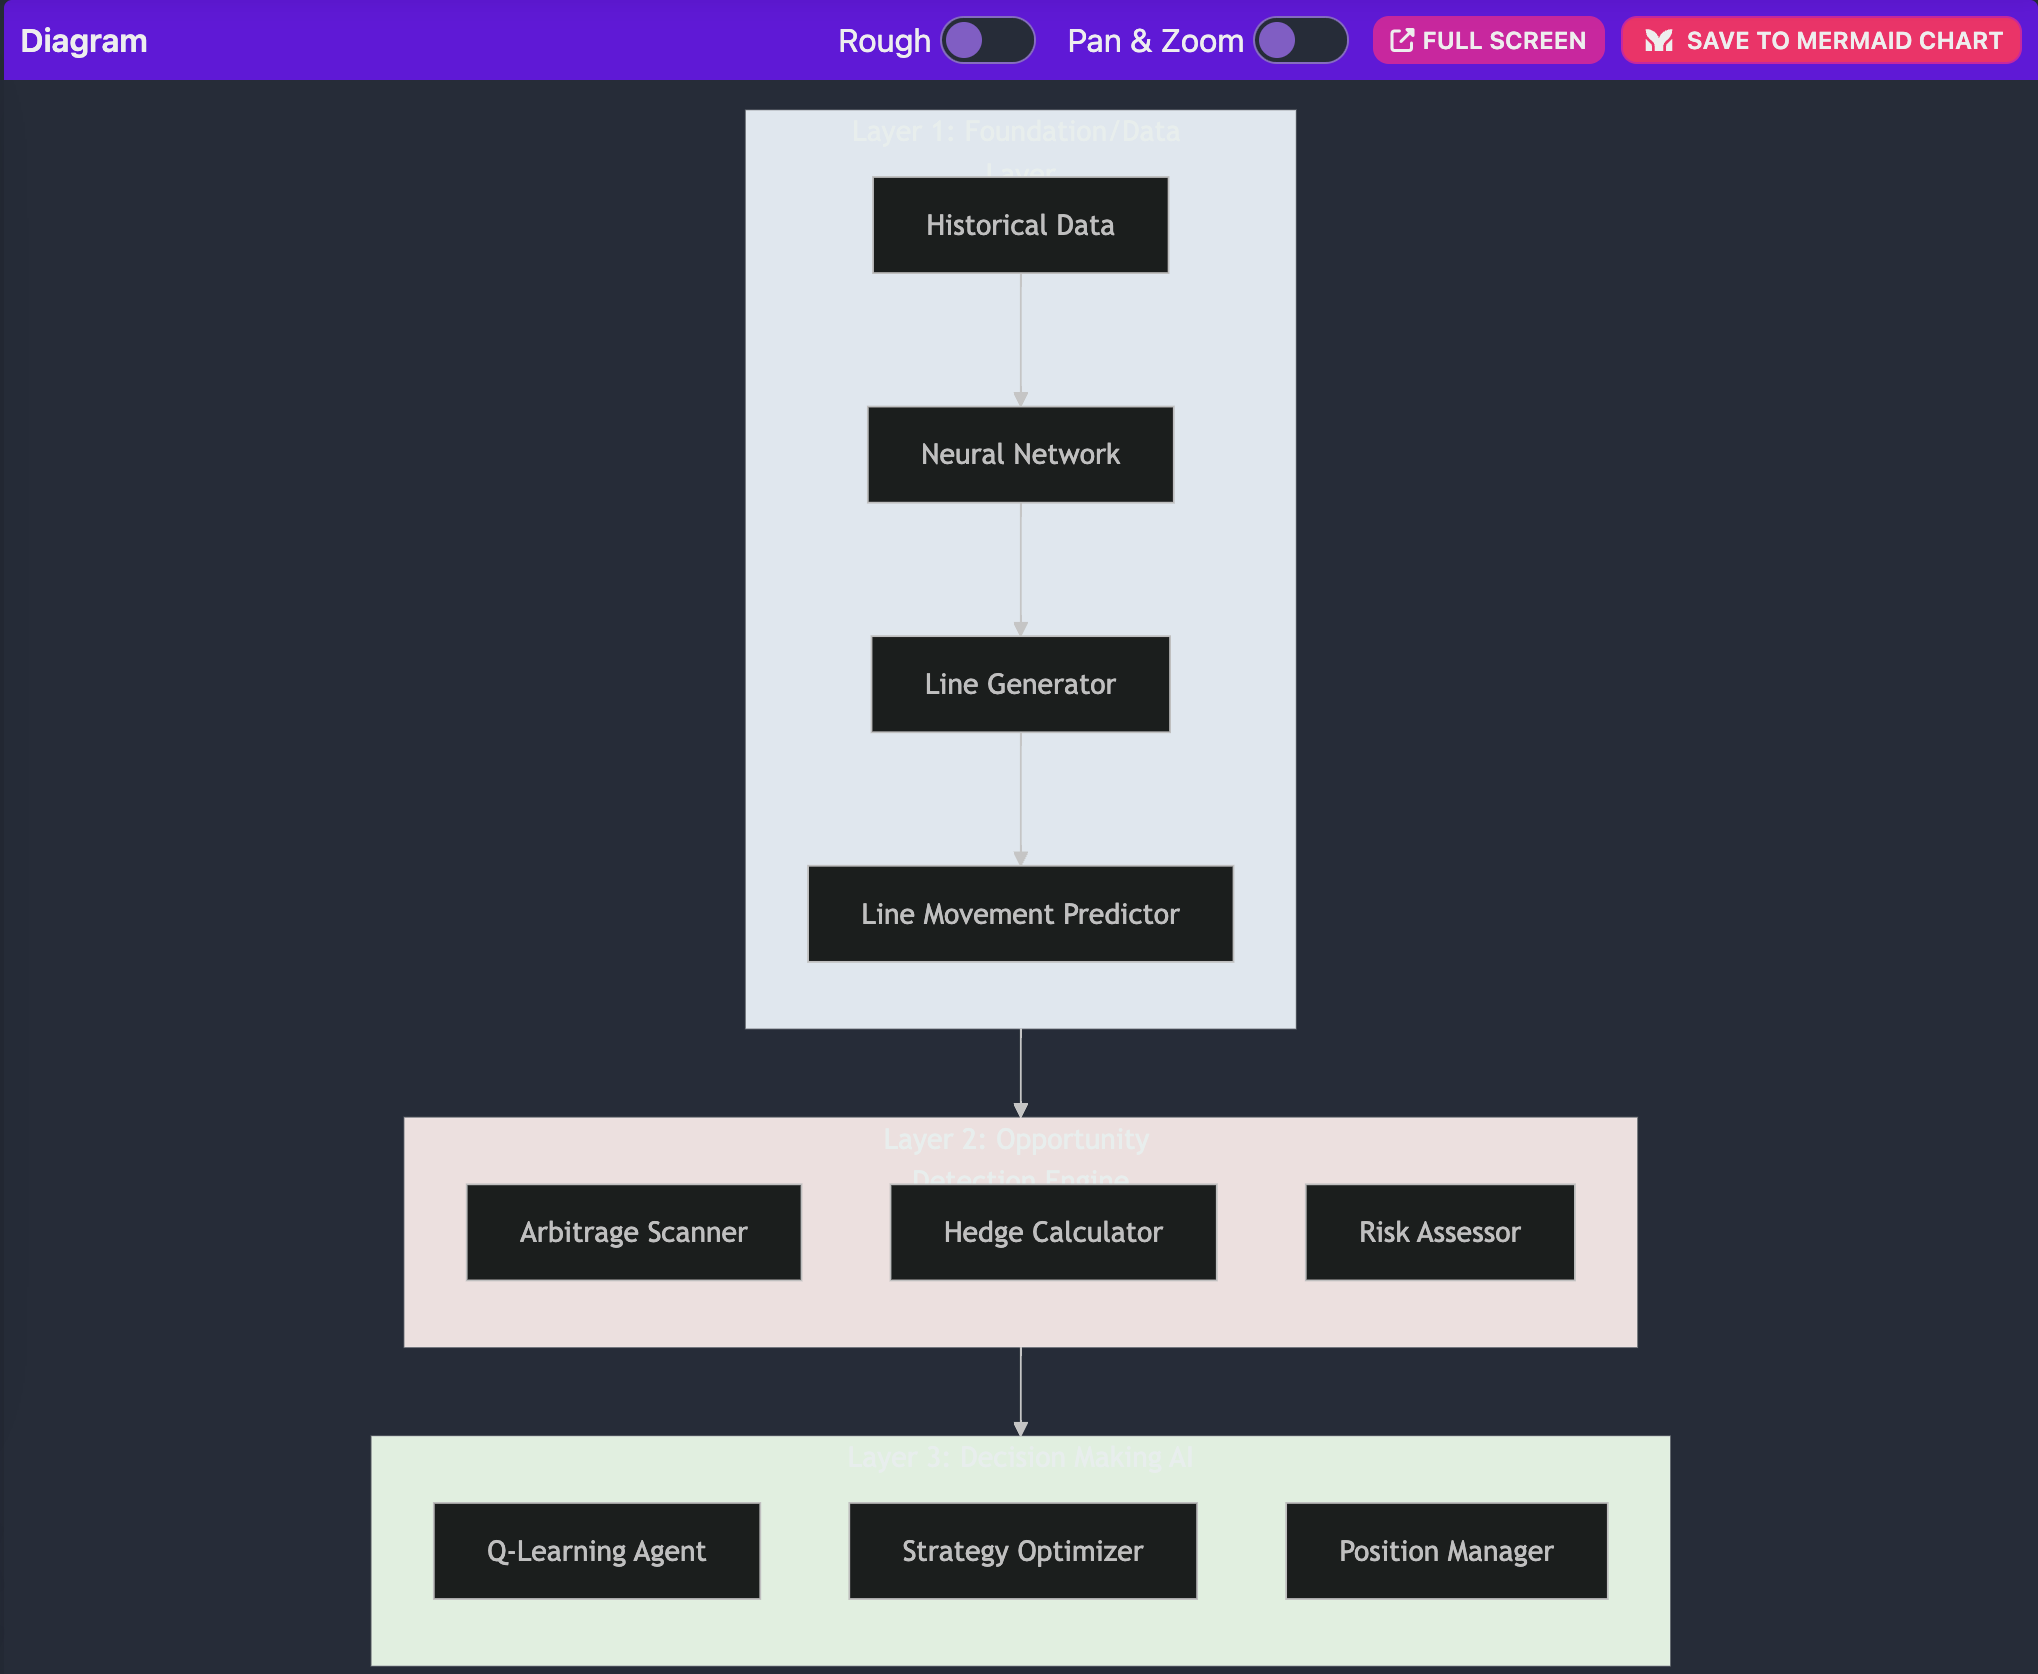 Diagram
Rough
Pan & Zoom
FULL SCREEN
SAVE TO MERMAID CHART
Layer 1: Foundation/Data
Layer
Historical Data
Neural Network
Line Generator
Line Movement Predictor
Layer 2: Opportunity
Detection Engine
Arbitrage Scanner
Hedge Calculator
Risk Assessor
Layer 3: Decision Making AI
Q-Learning Agent
Strategy Optimizer
Position Manager